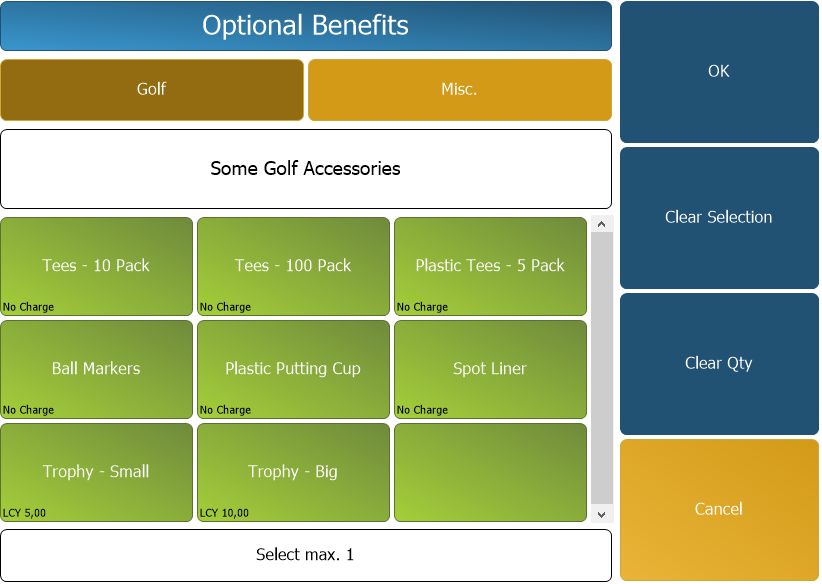 Optional Benefits
Golf
Misc.
Some Golf Accessories
Tees - 10 Pack
No Charge
Tees - 100 Pack
No Charge
Plastic Tees - 5 Pack
No Charge
Ball Markers
No Charge
Plastic Putting Cup
No Charge
Spot Liner
No Charge
Trophy - Small
LCY 5,00
Trophy - Big
LCY 10,00
Select max. 1
OK
Clear Selection
Clear Qty
Cancel